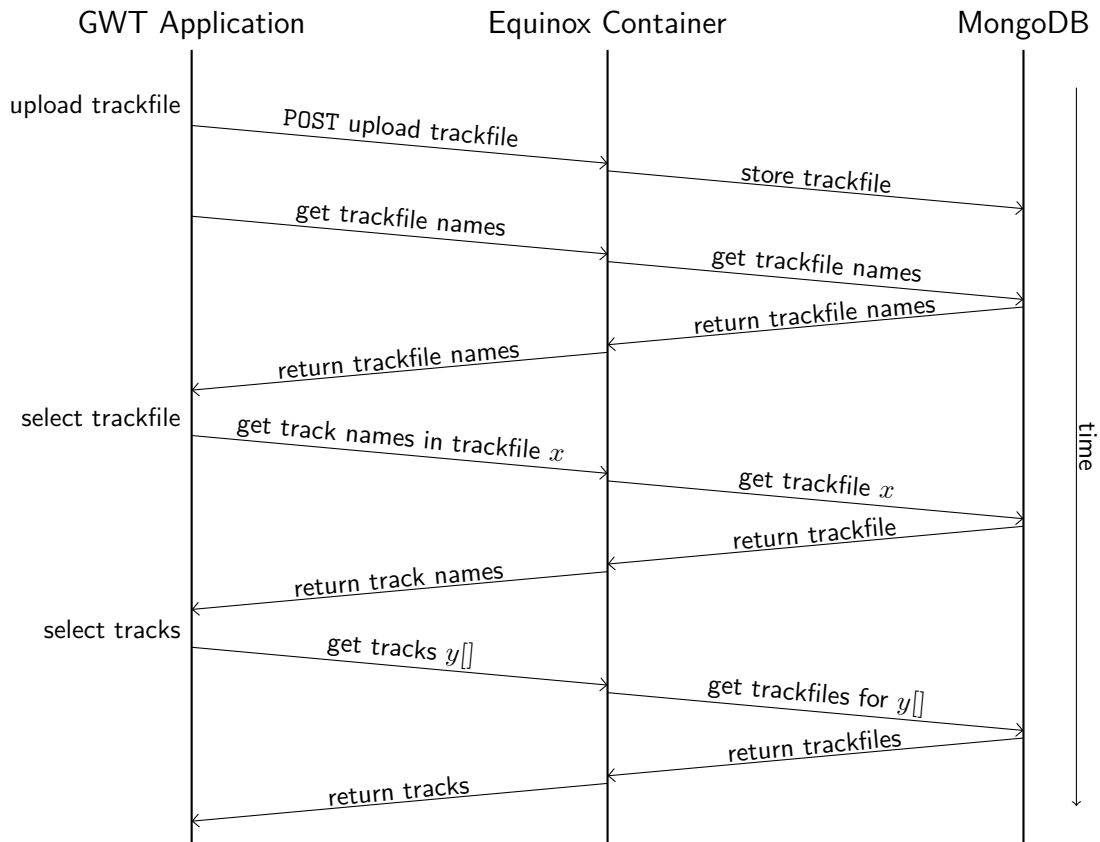 GWT Application
Equinox Container
MongoDB
upload trackfile
POST upload trackfile
store trackfile
get trackfile names
get trackfile names
return trackfile names
return trackfile names
select trackfile
get track names in trackfile x
get trackfile x
return trackfile
return track names
select tracks
get tracks y[]
get trackfiles for y[]
return trackfiles
return tracks
time